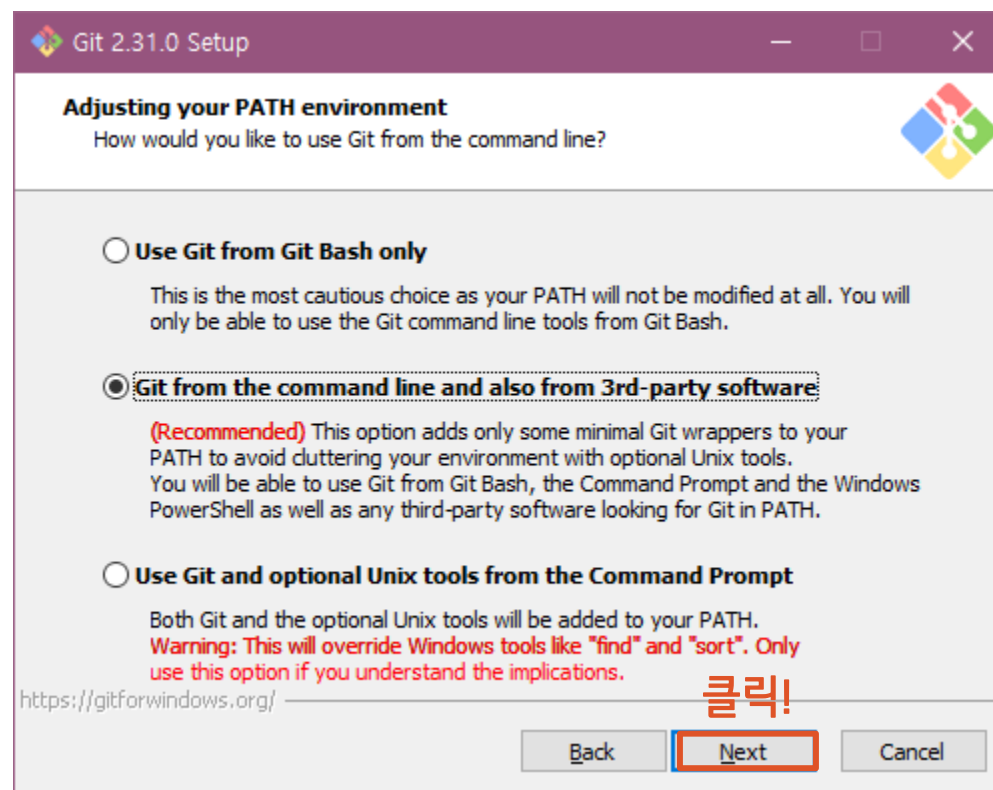 Git 2.31.0 Setup
Adjusting your PATH environment
How would you like to use Git from the command line?
Use Git from Git Bash only
This is the most cautious choice as your PATH will not be modified at all. You will
only be able to use the Git command line tools from Git Bash.
Git from the command line and also from 3rd-party software
(Recommended) This option adds only some minimal Git wrappers to your
PATH to avoid cluttering your environment with optional Unix tools.
You will be able to use Git from Git Bash, the Command Prompt and the Windows
PowerShell as well as any third-party software looking for Git in PATH.
Use Git and optional Unix tools from the Command Prompt
Both Git and the optional Unix tools will be added to your PATH.
Warning: This will override Windows tools like "find" and "sort". Only
use this option if you understand the implications.
https://gitforwindows.org/
클릭!
Back
Next
Cancel